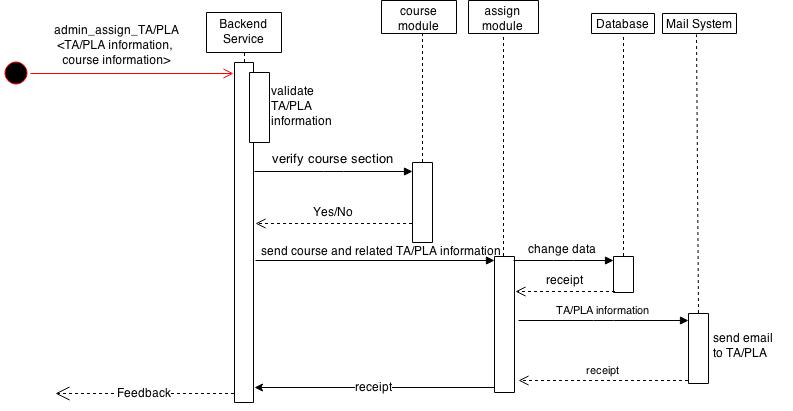 admin_assign_TA/PLA
<TA/PLA information,
course information>
Backend
Service
course
module
assign
module
Database
Mail System
validate
TA/PLA
information
verify course section
Yes/No
send course and related TA/PLA information
change data
receipt
TA/PLA information
send email
to TA/PLA
receipt
receipt
Feedback